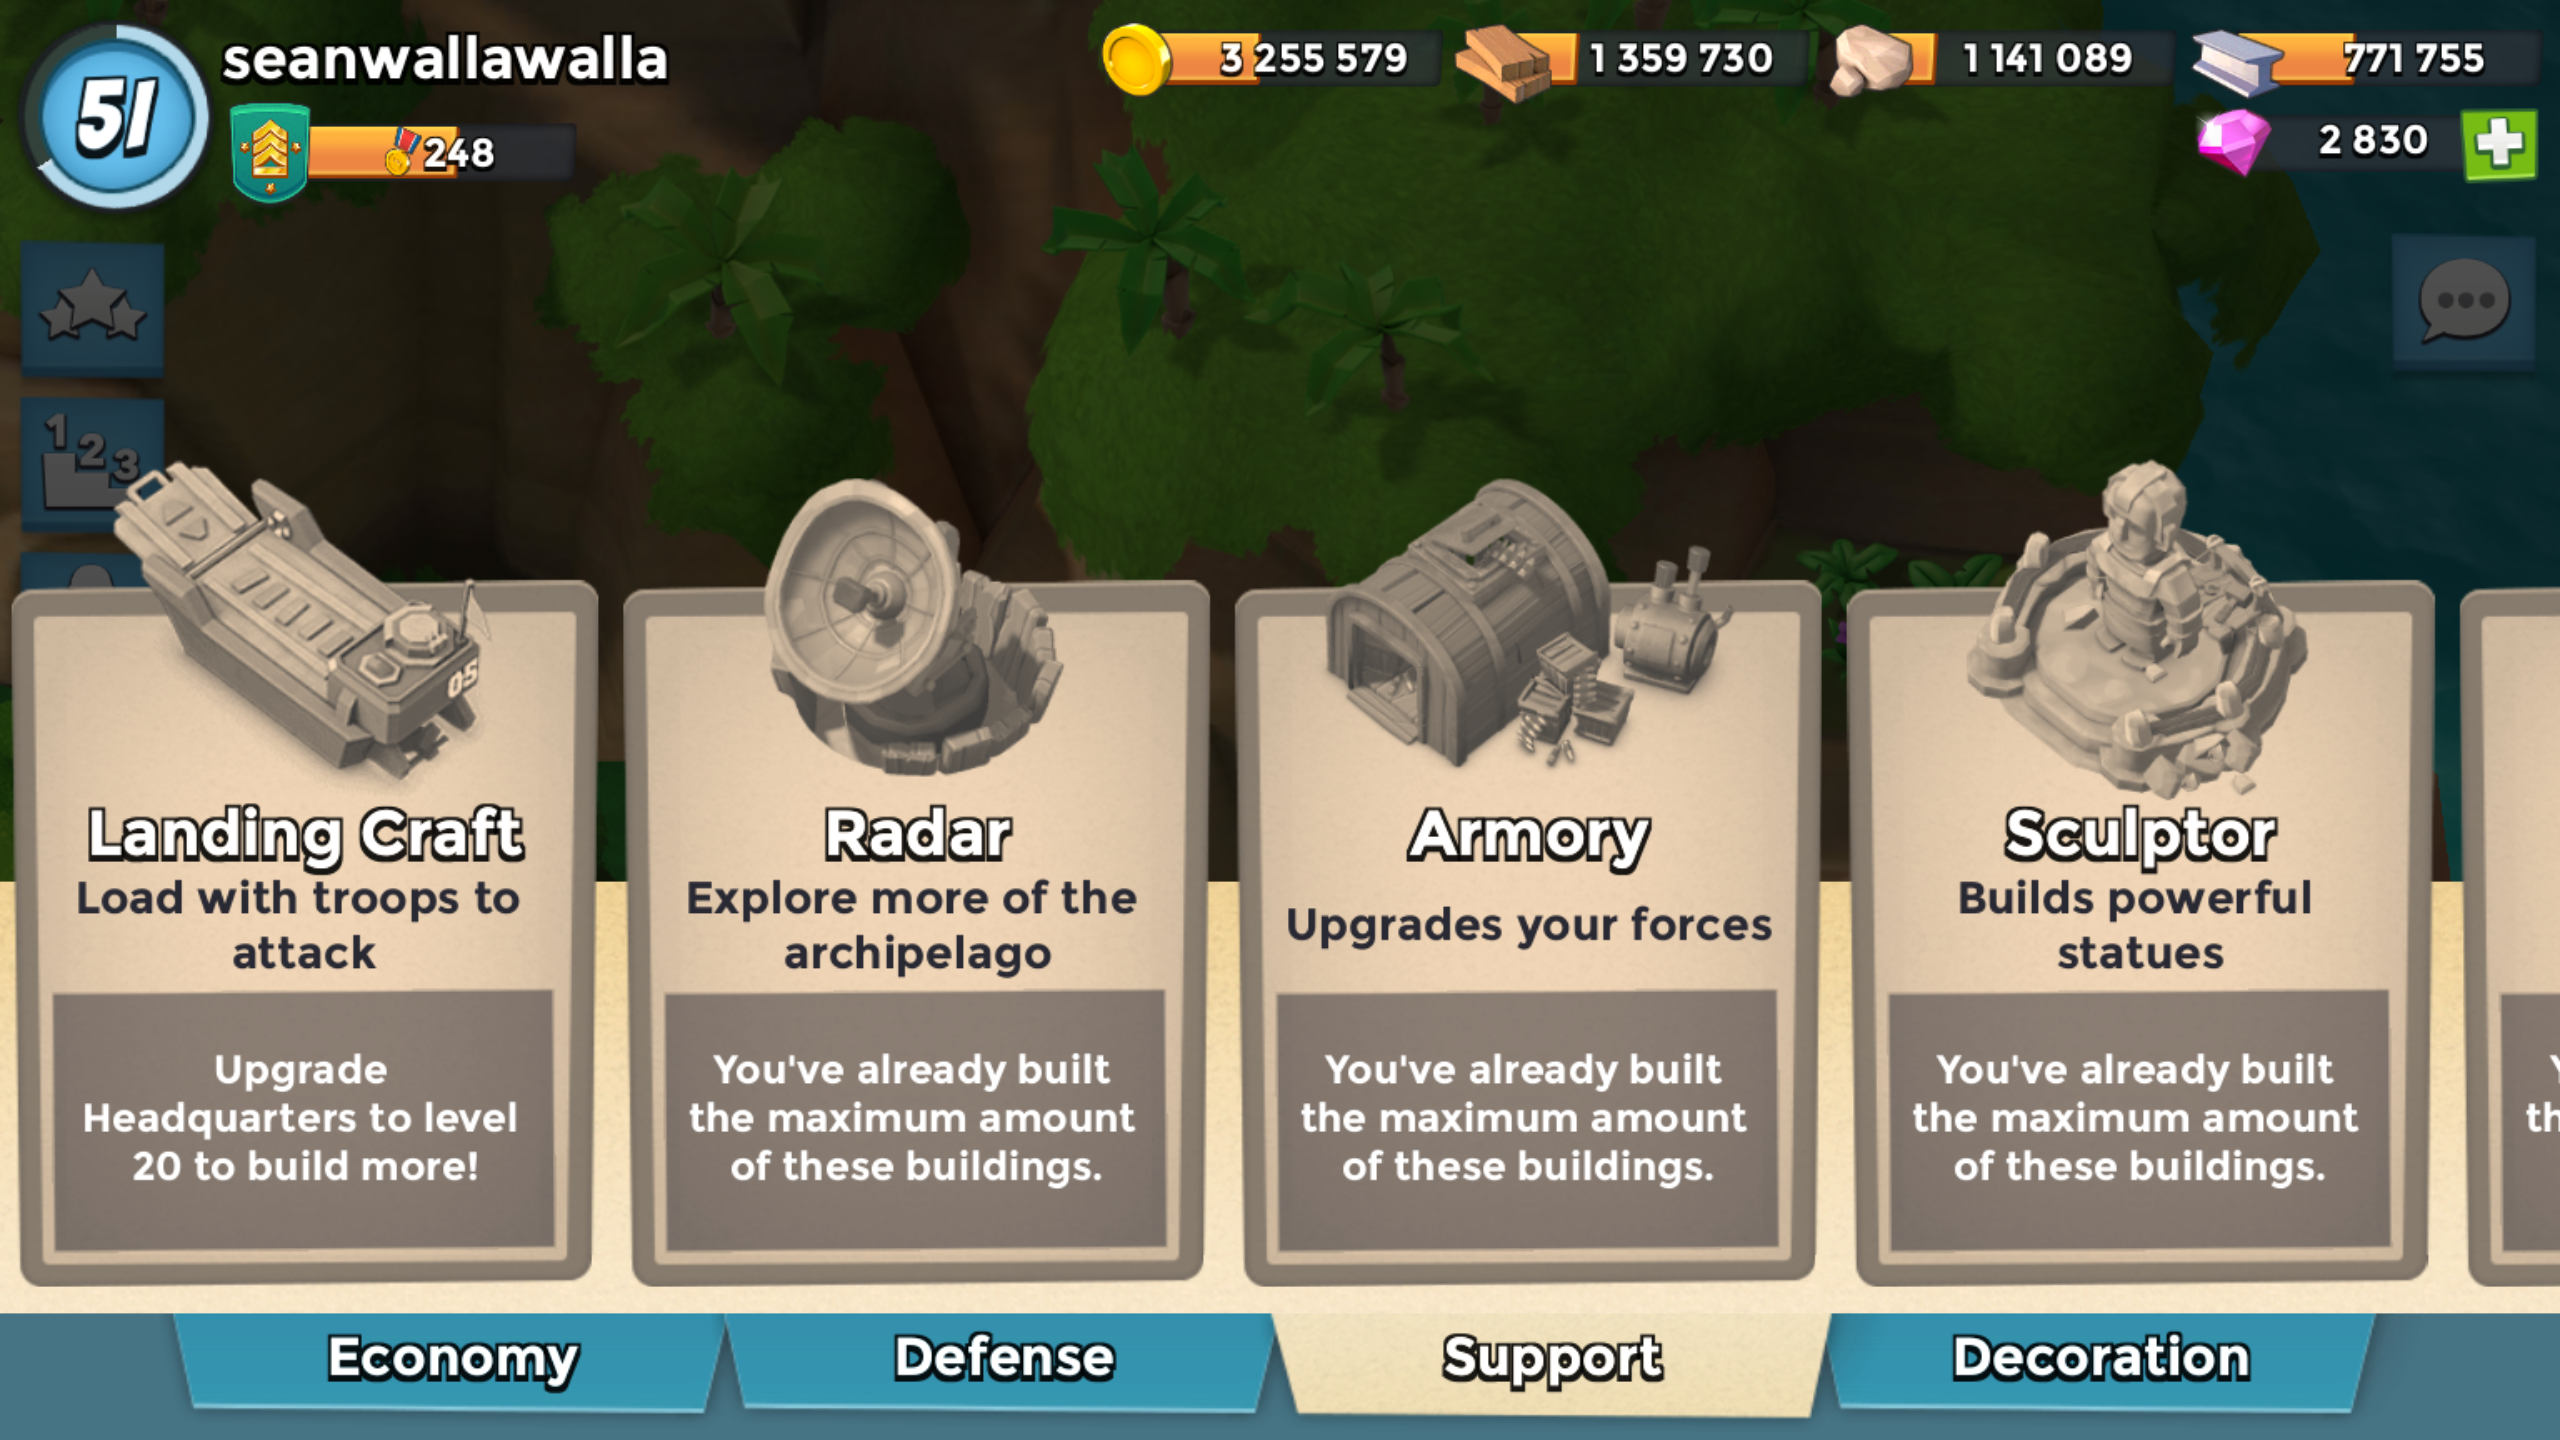 51
seanwallawalla
248
3 255 579
1 359 730
1 141 089
771 755
2 830
1 2 3
05
Landing Craft
Load with troops to
attack
Upgrade
Headquarters to level
20 to build more!
Radar
Explore more of the
archipelago
You've already built
the maximum amount
of these buildings.
Armory
Upgrades your forces
You've already built
the maximum amount
of these buildings.
Sculptor
Builds powerful
statues
You've already built
the maximum amount
of these buildings.
Economy
Defense
Support
Decoration